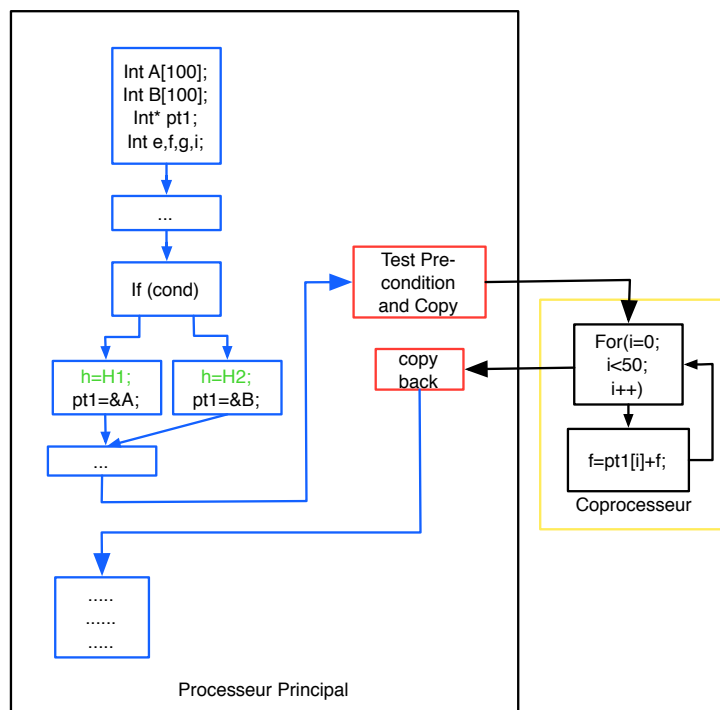 Int A[100];
Int B[100];
Int* pt1;
Int e,f,g,i;
...
If (cond)
h=H1;
pt1=&A;
h=H2;
pt1=&B;
...
Test Pre-
condition
and Copy
For(i=0;
i<50;
i++)
f=pt1[i]+f;
Coprocesseur
copy
back
.....
......
.....
Processeur Principal